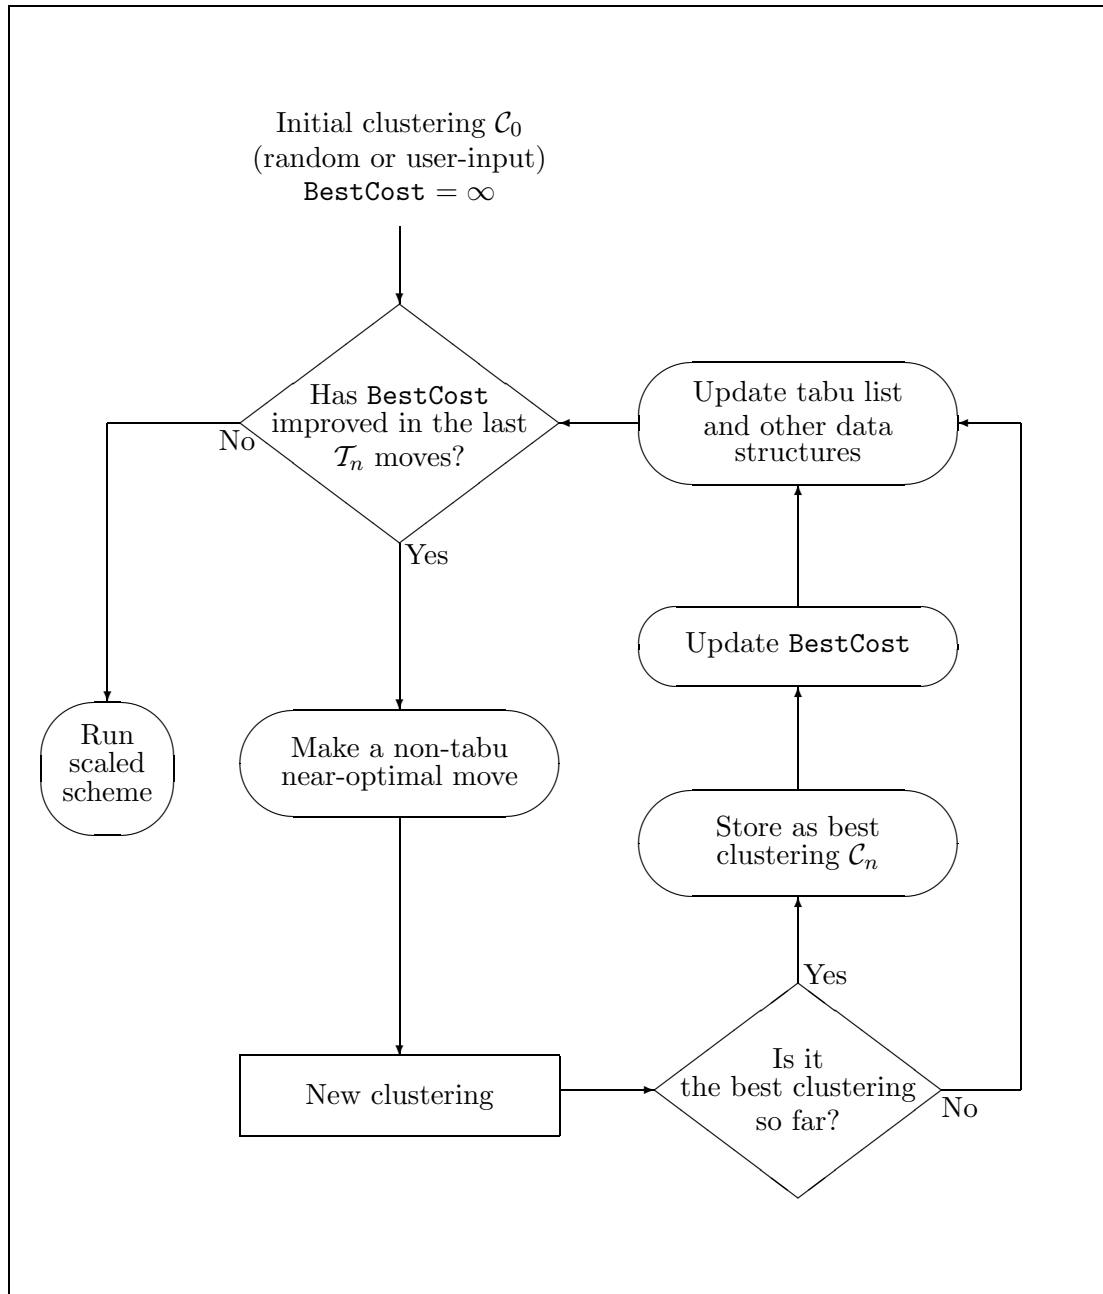 Initial clustering 𝒞₀
(random or user-input)
BestCost = ∞
Has BestCost
improved in the last
𝒯ₙ moves?
No
Yes
Update tabu list
and other data
structures
Update BestCost
Run
scaled
scheme
Make a non-tabu
near-optimal move
Store as best
clustering 𝒞ₙ
Yes
New clustering
Is it
the best clustering
so far?
No